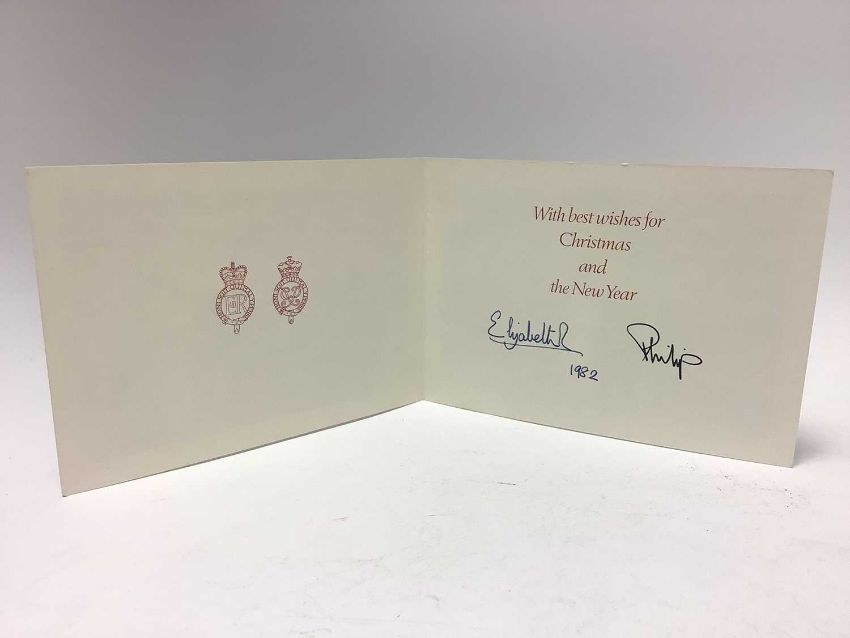 With best wishes for
Christmas
and
the New Year
Elizabeth R
1982
Philip